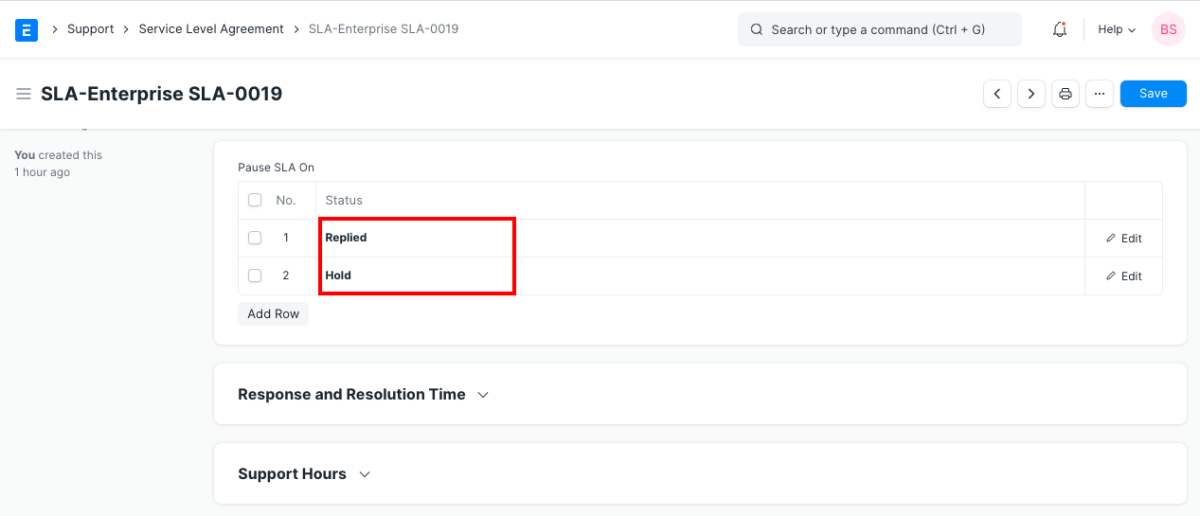 E > Support > Service Level Agreement > SLA-Enterprise SLA-0019 Search or type a command (Ctrl + G) Help BS
SLA-Enterprise SLA-0019 ... Save
You created this
1 hour ago
Pause SLA On
No. Status
1 Replied Edit
2 Hold Edit
Add Row
Response and Resolution Time
Support Hours